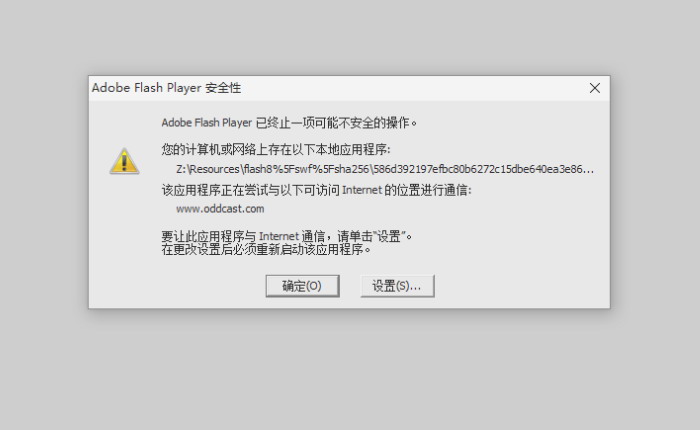 Adobe Flash Player 安全性
Adobe Flash Player 已终止一项可能不安全的操作。
您的计算机或网络上存在以下本地应用程序:
Z:\Resources\flash8%5Fswf%5Fsha256\586d392197efbc80b6272c15dbe640ea3e86...
该应用程序正在尝试与以下可访问 Internet 的位置进行通信:
www.oddcast.com
要让此应用程序与 Internet 通信，请单击“设置”。
在更改设置后必须重新启动该应用程序。
确定(O) 设置(S)...